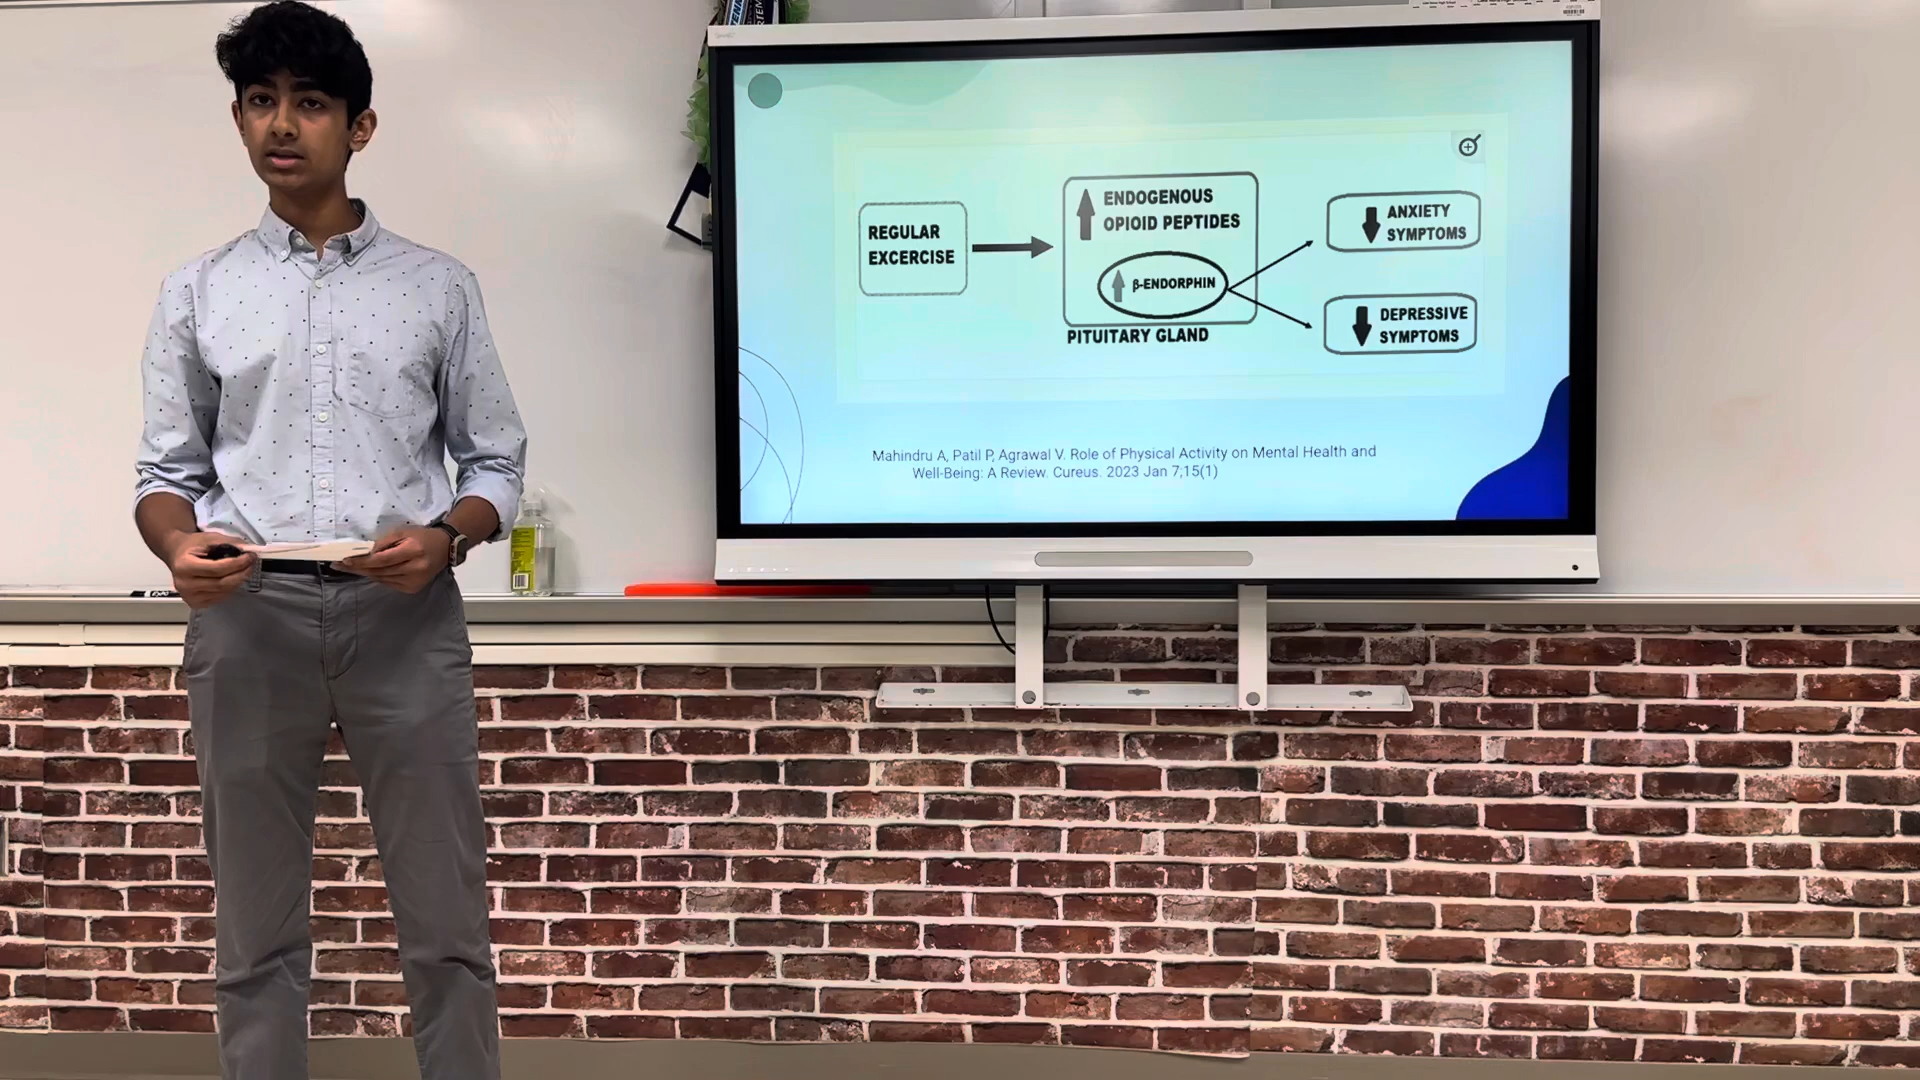 REGULAR
EXCERCISE
ENDOGENOUS
OPIOID PEPTIDES
β-ENDORPHIN
PITUITARY GLAND
ANXIETY
SYMPTOMS
DEPRESSIVE
SYMPTOMS
Mahindru A, Patil P, Agrawal V. Role of Physical Activity on Mental Health and
Well-Being: A Review. Cureus. 2023 Jan 7;15(1)